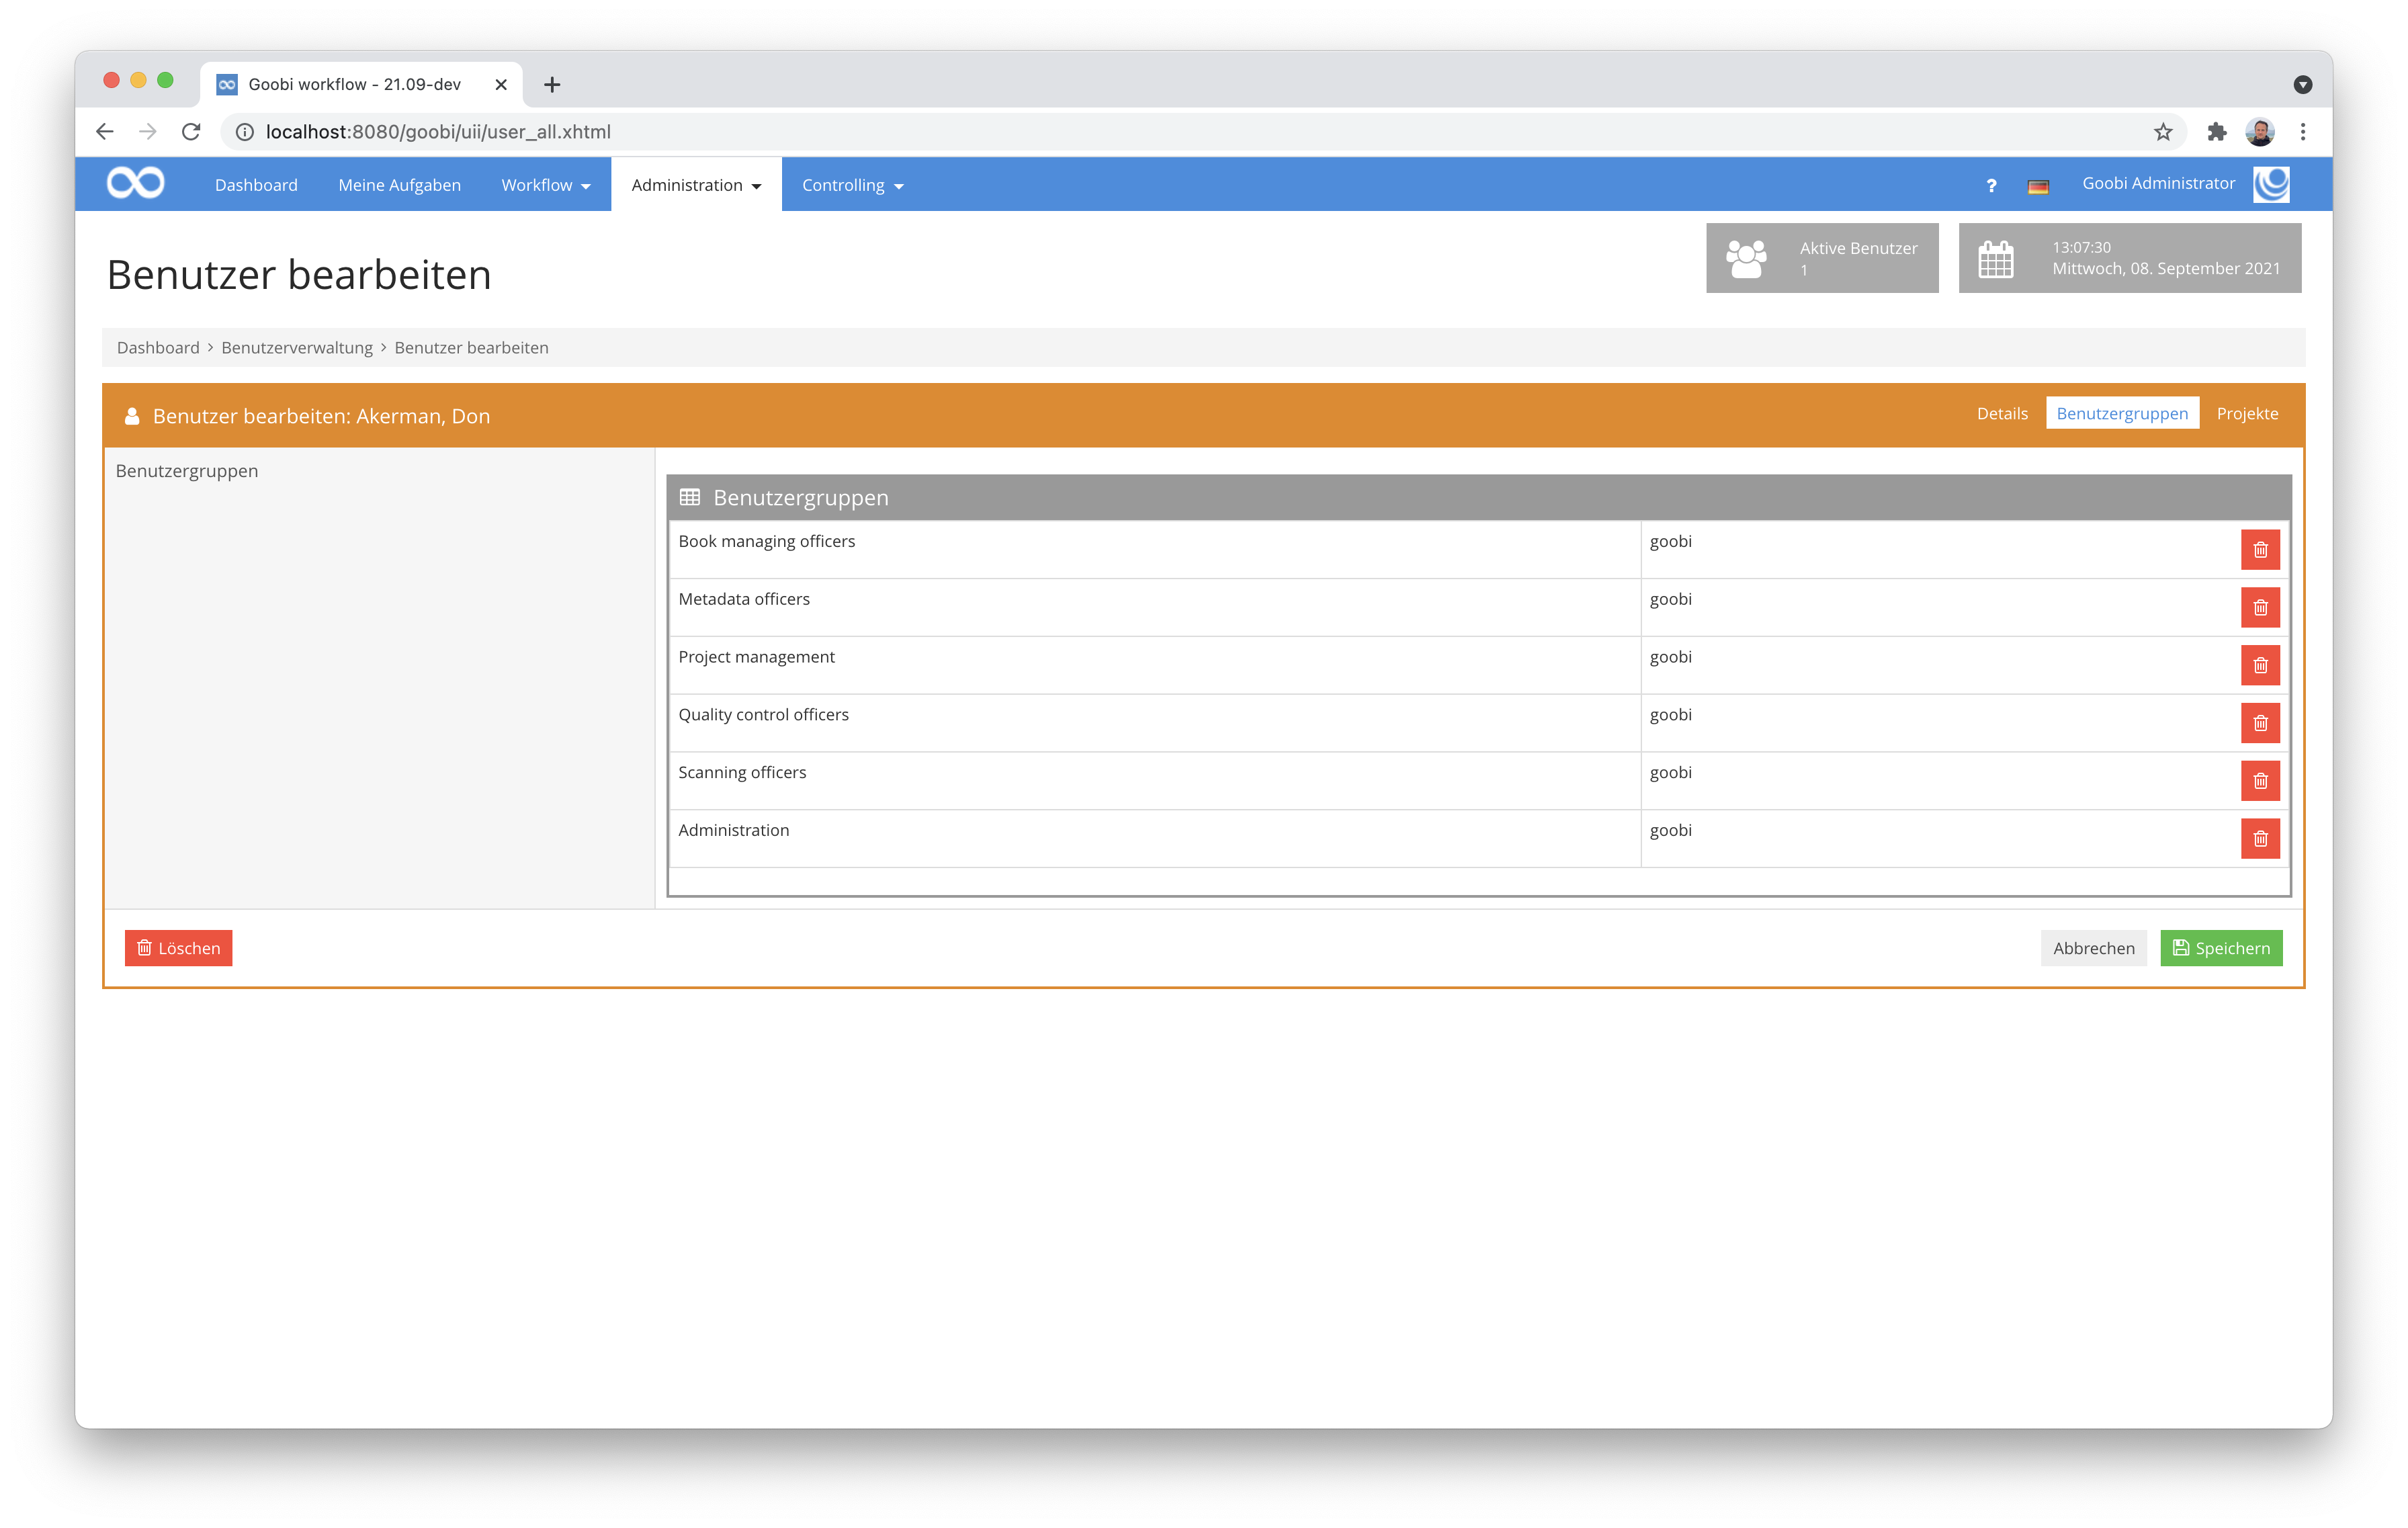 Goobi workflow - 21.09-dev
localhost:8080/goobi/uii/user_all.xhtml
Dashboard Meine Aufgaben Workflow Administration Controlling ? Goobi Administrator
Benutzer bearbeiten
Aktive Benutzer
1
13:07:30
Mittwoch, 08. September 2021
Dashboard > Benutzerverwaltung > Benutzer bearbeiten
Benutzer bearbeiten: Akerman, Don
Details Benutzergruppen Projekte
Benutzergruppen
Benutzergruppen
Book managing officers goobi
Metadata officers goobi
Project management goobi
Quality control officers goobi
Scanning officers goobi
Administration goobi
Löschen Abbrechen Speichern